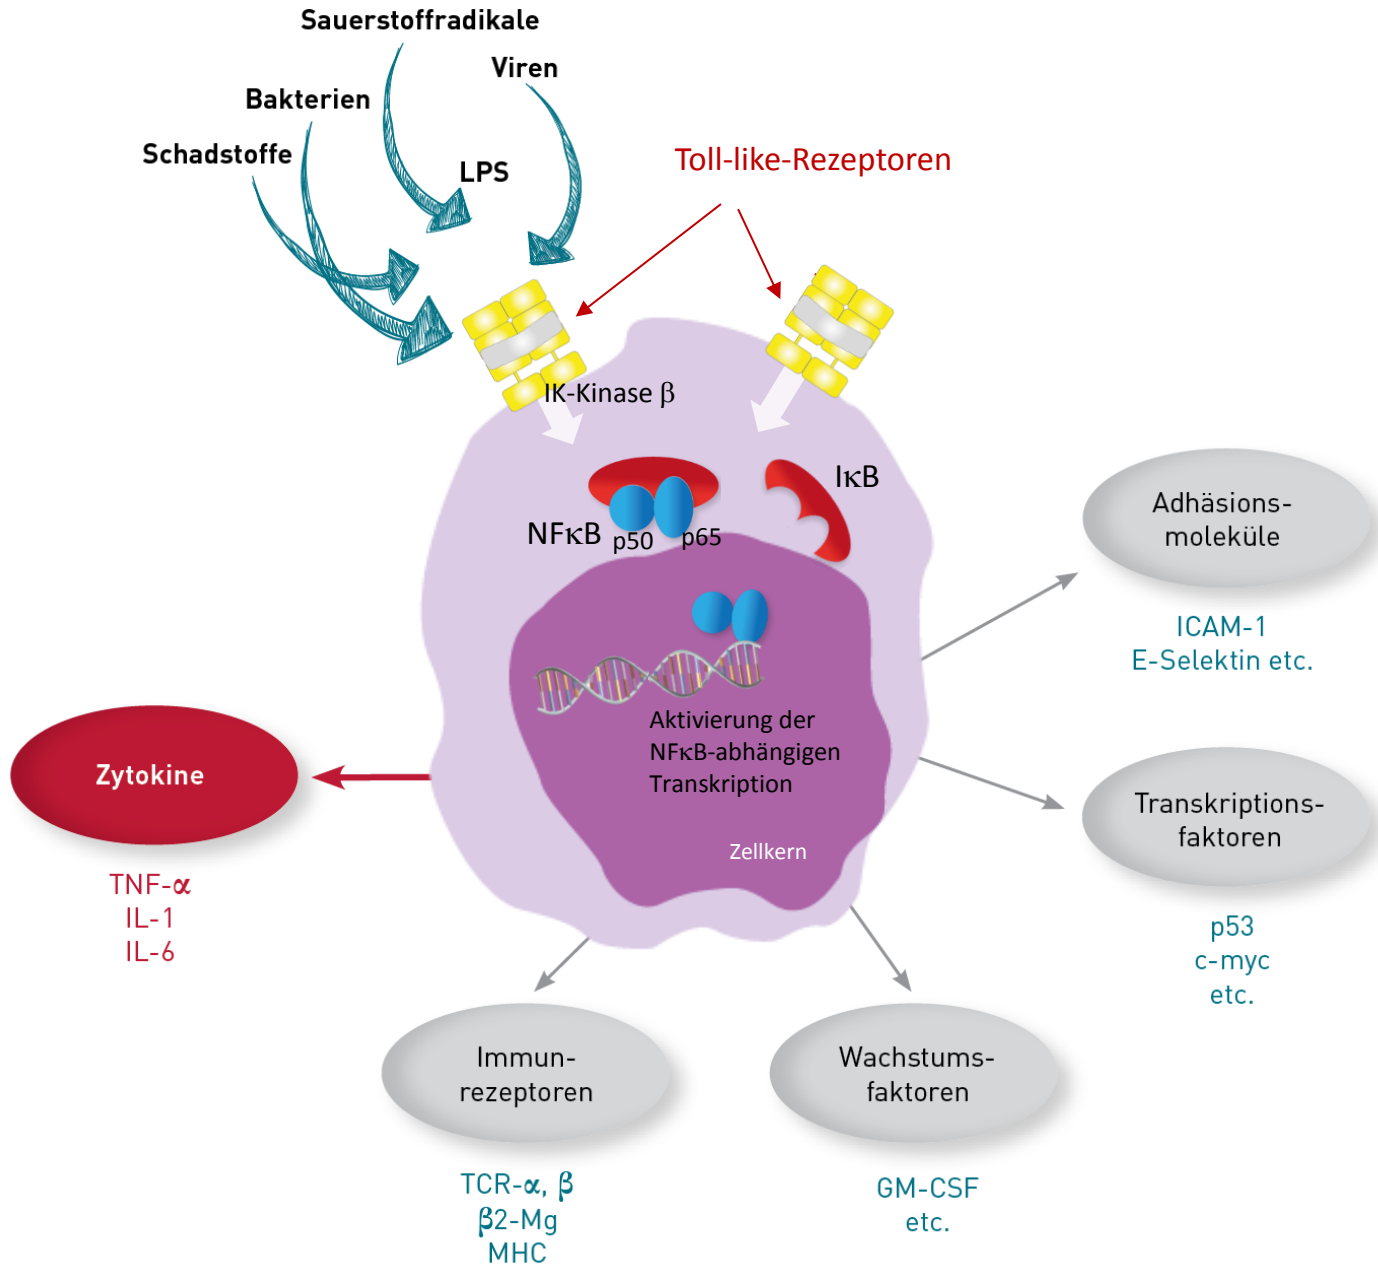 Sauerstoffradikale
Viren
Bakterien
Schadstoffe
LPS
Toll-like-Rezeptoren
IK-Kinase β
IκB
NFκB
p50
p65
Adhäsions-
moleküle
ICAM-1
E-Selektin etc.
Aktivierung der
NFκB-abhängigen
Transkription
Zellkern
Zytokine
TNF-α
IL-1
IL-6
Transkriptions-
faktoren
p53
c-myc
etc.
Immun-
rezeptoren
TCR-α, β
β2-Mg
MHC
Wachstums-
faktoren
GM-CSF
etc.